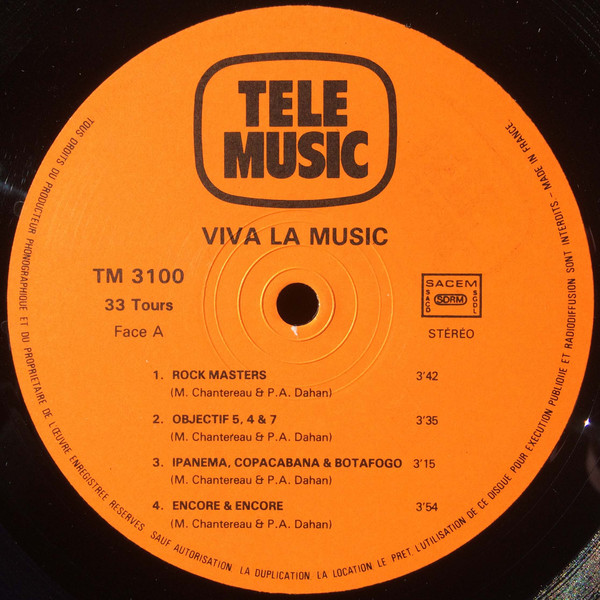 TELE
MUSIC
VIVA LA MUSIC
TM 3100
33 Tours
Face A
SACEM
SACD
SDRM
SGDL
STÉRÉO
1. ROCK MASTERS 3'42
(M. Chantereau & P.A. Dahan)
2. OBJECTIF 5, 4 & 7 3'35
(M. Chantereau & P.A. Dahan)
3. IPANEMA, COPACABANA & BOTAFOGO 3'15
(M. Chantereau & P.A. Dahan)
4. ENCORE & ENCORE 3'54
(M. Chantereau & P.A. Dahan)
TOUS DROITS DU PRODUCTEUR PHONOGRAPHIQUE ET DU PROPRIETAIRE DE L'ŒUVRE ENREGISTREE RESERVES SAUF AUTORISATION LA DUPLICATION, LA LOCATION LE PRET, L'UTILISATION DE CE DISQUE POUR EXECUTION PUBLIQUE ET RADIODIFFUSION SONT INTERDITS – MADE IN FRANCE.